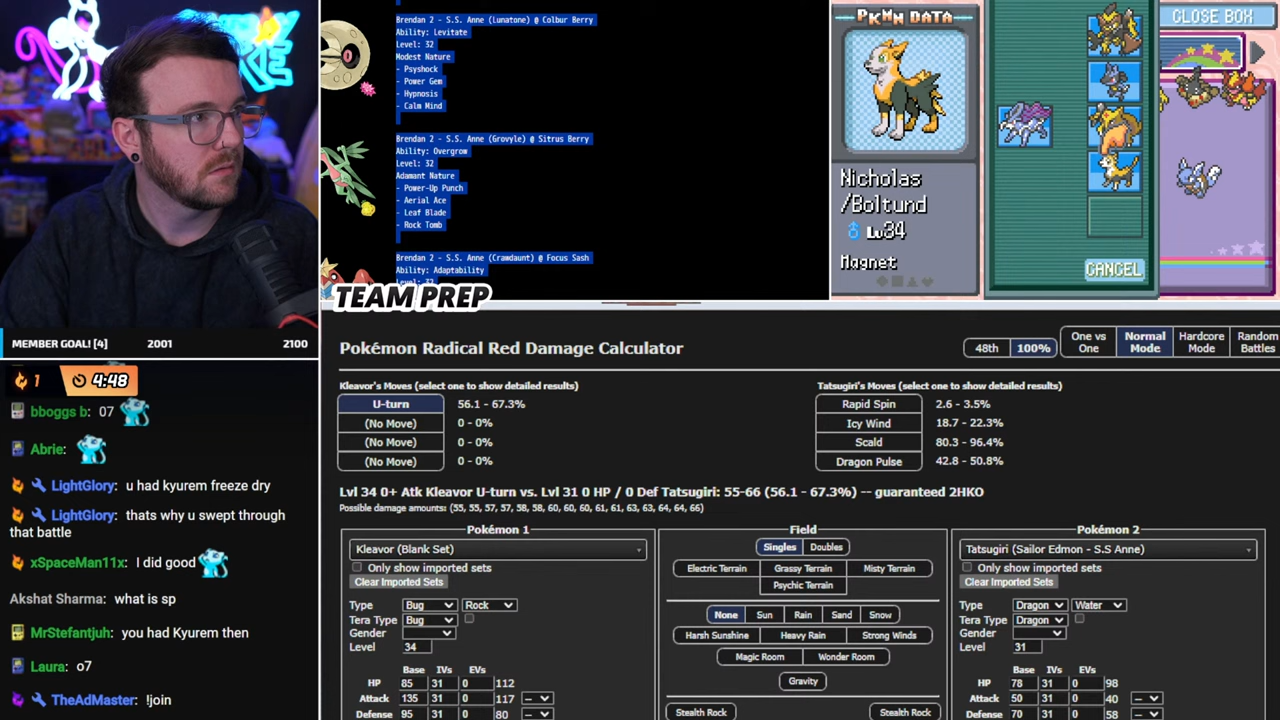 Brendan 2 - S.S. Anne (Lunatone) @ Colbur Berry
Ability: Levitate
Level: 32
Modest Nature
- Psyshock
- Power Gem
- Hypnosis
- Calm Mind
Brendan 2 - S.S. Anne (Grovyle) @ Sitrus Berry
Ability: Overgrow
Level: 32
Adamant Nature
- Power-Up Punch
- Aerial Ace
- Leaf Blade
- Rock Tomb
Brendan 2 - S.S. Anne (Crawdaunt) @ Focus Sash
Ability: Adaptability
TEAM PREP
PKMN DATA
Nicholas
/Boltund
♂ Lv34
Magnet
CANCEL
CLOSE BOX
MEMBER GOAL! [4] 2001 2100
1 4:48
bboggs b: 07
Abrie:
LightGlory: u had kyurem freeze dry
LightGlory: thats why u swept through
that battle
xSpaceMan11x: I did good
Akshat Sharma: what is sp
MrStefantjuh: you had Kyurem then
Laura: o7
TheAdMaster: !join
Pokémon Radical Red Damage Calculator
48th 100%
One vs One
Normal Mode
Hardcore Mode
Random Battles
Kleavor's Moves (select one to show detailed results)
U-turn 56.1 - 67.3%
(No Move) 0 - 0%
(No Move) 0 - 0%
(No Move) 0 - 0%
Tatsugiri's Moves (select one to show detailed results)
Rapid Spin 2.6 - 3.5%
Icy Wind 18.7 - 22.3%
Scald 80.3 - 96.4%
Dragon Pulse 42.8 - 50.8%
Lvl 34 0+ Atk Kleavor U-turn vs. Lvl 31 0 HP / 0 Def Tatsugiri: 55-66 (56.1 - 67.3%) -- guaranteed 2HKO
Possible damage amounts: (55, 55, 57, 57, 58, 58, 60, 60, 60, 61, 61, 63, 63, 64, 64, 66)
Pokémon 1
Kleavor (Blank Set)
Only show imported sets
Clear Imported Sets
Type Bug Rock
Tera Type Bug
Gender
Level 34
Base IVs EVs
HP 85 31 0 112
Attack 135 31 0 117 --
Defense 95 31 0 80 --
Field
Singles Doubles
Electric Terrain Grassy Terrain Misty Terrain
Psychic Terrain
None Sun Rain Sand Snow
Harsh Sunshine Heavy Rain Strong Winds
Magic Room Wonder Room
Gravity
Stealth Rock Stealth Rock
Pokémon 2
Tatsugiri (Sailor Edmon - S.S Anne)
Only show imported sets
Clear Imported Sets
Type Dragon Water
Tera Type Dragon
Gender
Level 31
Base IVs EVs
HP 78 31 0 98
Attack 50 31 0 40 --
Defense 70 31 0 58 --